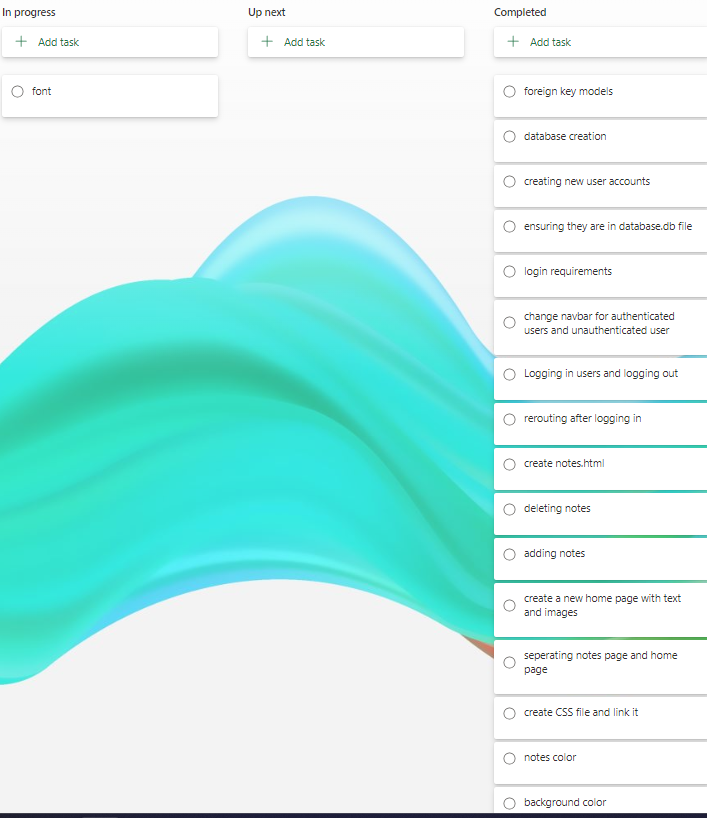 In progress
Add task
font
Up next
Add task
Completed
Add task
foreign key models
database creation
creating new user accounts
ensuring they are in database.db file
login requirements
change navbar for authenticated
users and unauthenticated user
Logging in users and logging out
rerouting after logging in
create notes.html
deleting notes
adding notes
create a new home page with text
and images
seperating notes page and home
page
create CSS file and link it
notes color
background color